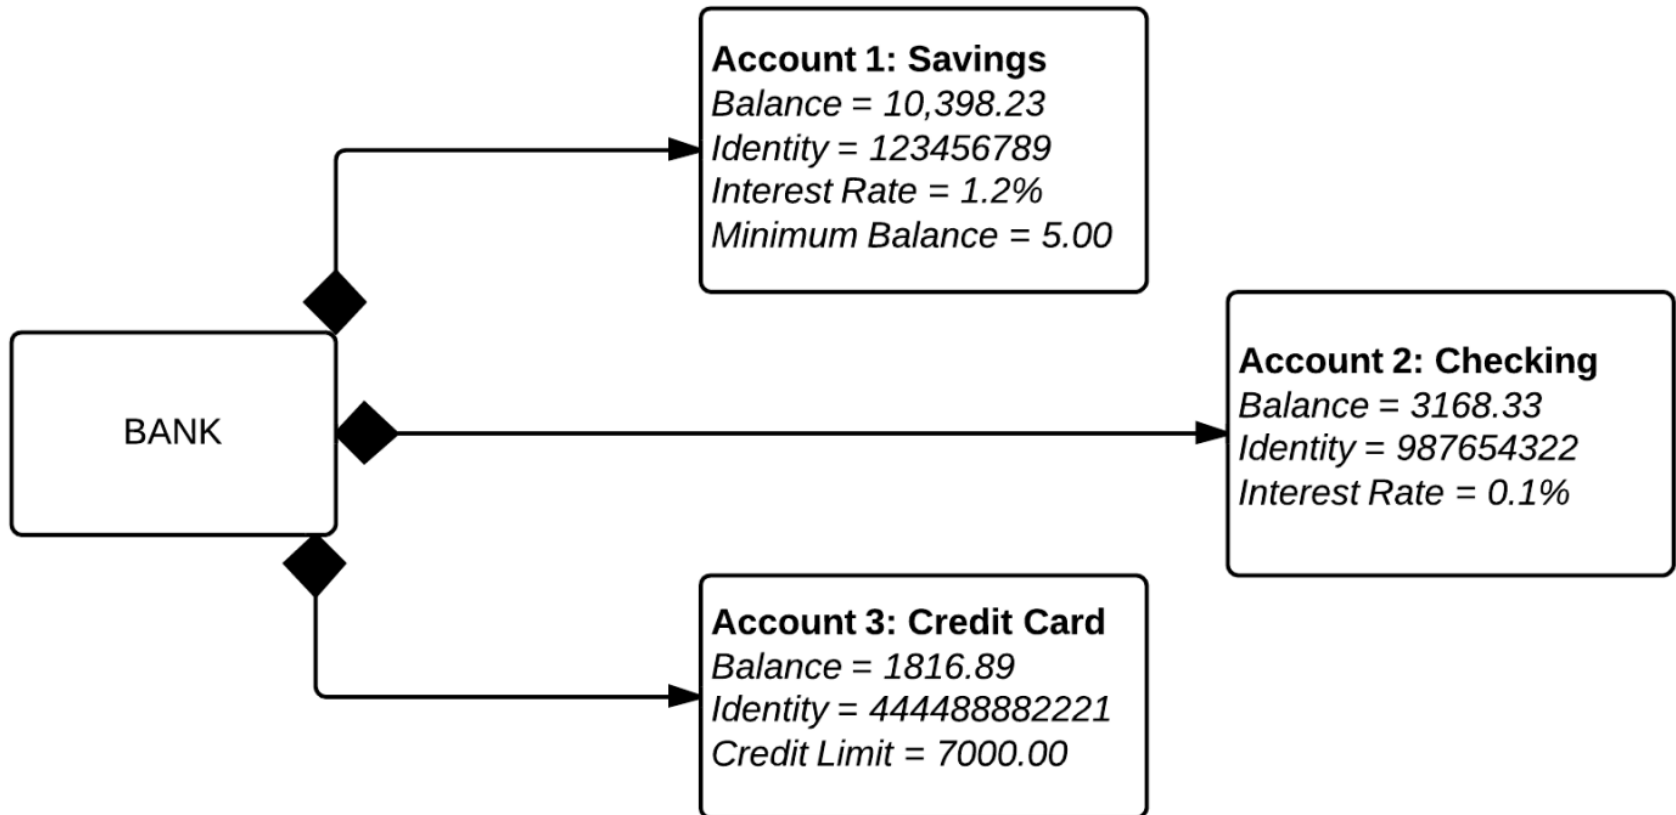 Account 1: Savings
Balance = 10,398.23
Identity = 123456789
Interest Rate = 1.2%
Minimum Balance = 5.00
BANK
Account 2: Checking
Balance = 3168.33
Identity = 987654322
Interest Rate = 0.1%
Account 3: Credit Card
Balance = 1816.89
Identity = 444488882221
Credit Limit = 7000.00